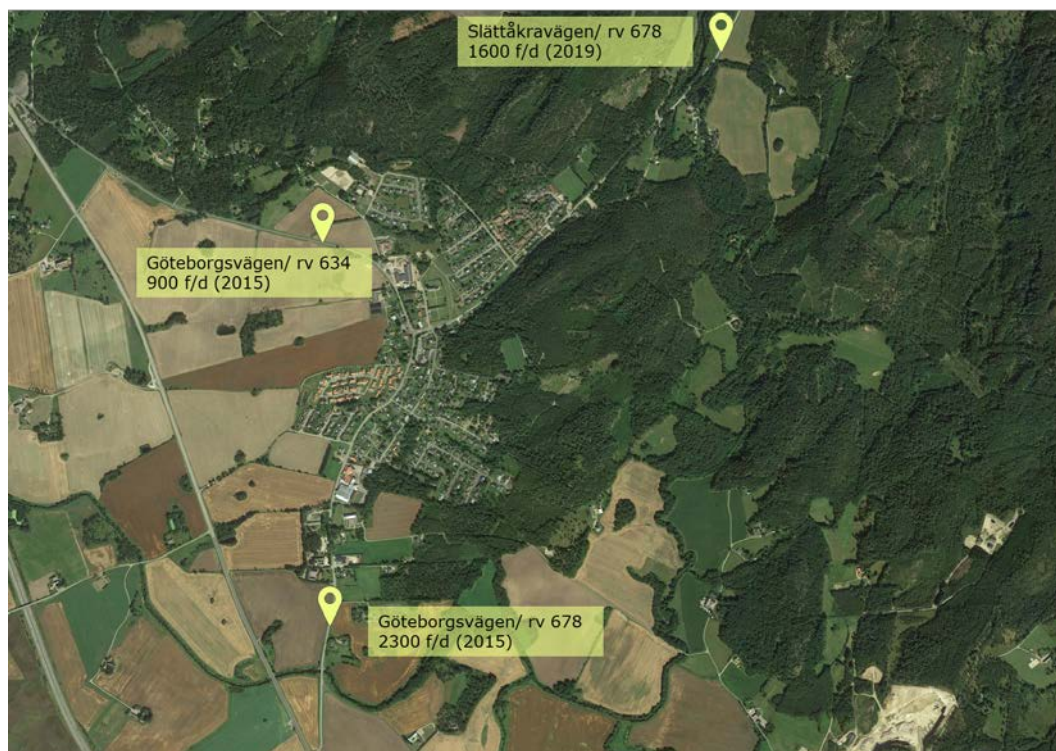 Slättåkravägen/ rv 678
1600 f/d (2019)
Göteborgsvägen/ rv 634
900 f/d (2015)
Göteborgsvägen/ rv 678
2300 f/d (2015)